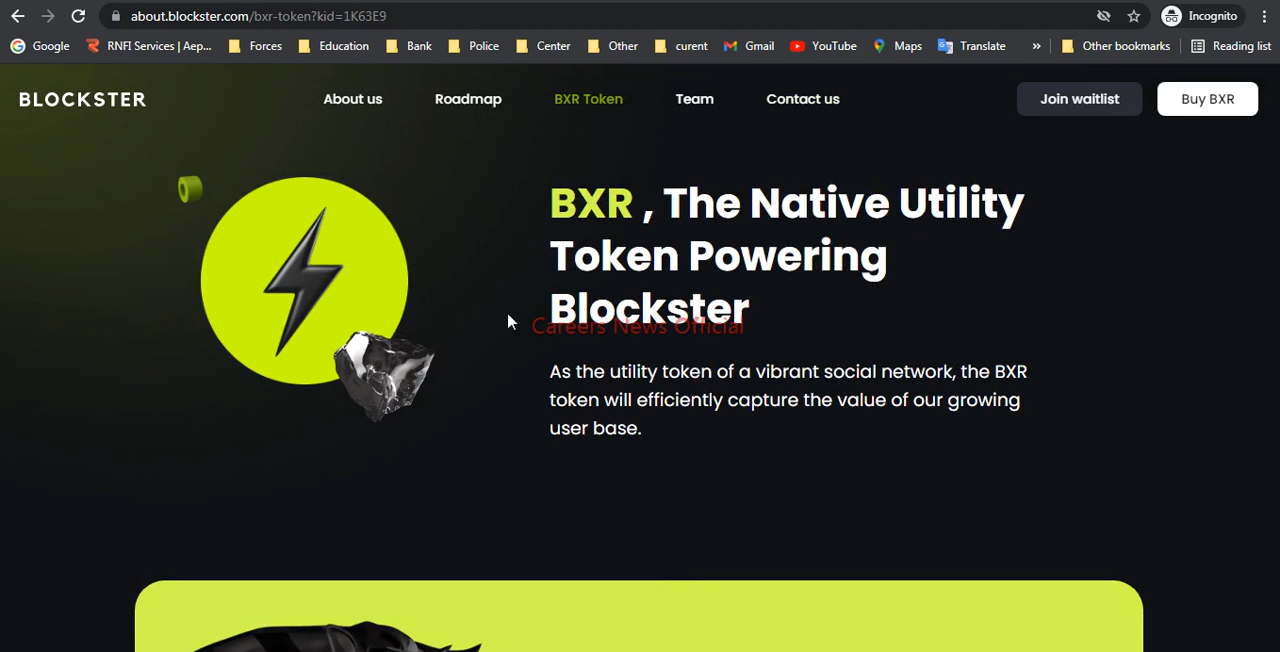 about.blockster.com/bxr-token?kid=1K63E9
Incognito
Google
RNFI Services | Aep...
Forces
Education
Bank
Police
Center
Other
curent
Gmail
YouTube
Maps
Translate
»
Other bookmarks
Reading list
BLOCKSTER
About us
Roadmap
BXR Token
Team
Contact us
Join waitlist
Buy BXR
BXR , The Native Utility
Token Powering
Blockster
Careers News Official
As the utility token of a vibrant social network, the BXR
token will efficiently capture the value of our growing
user base.